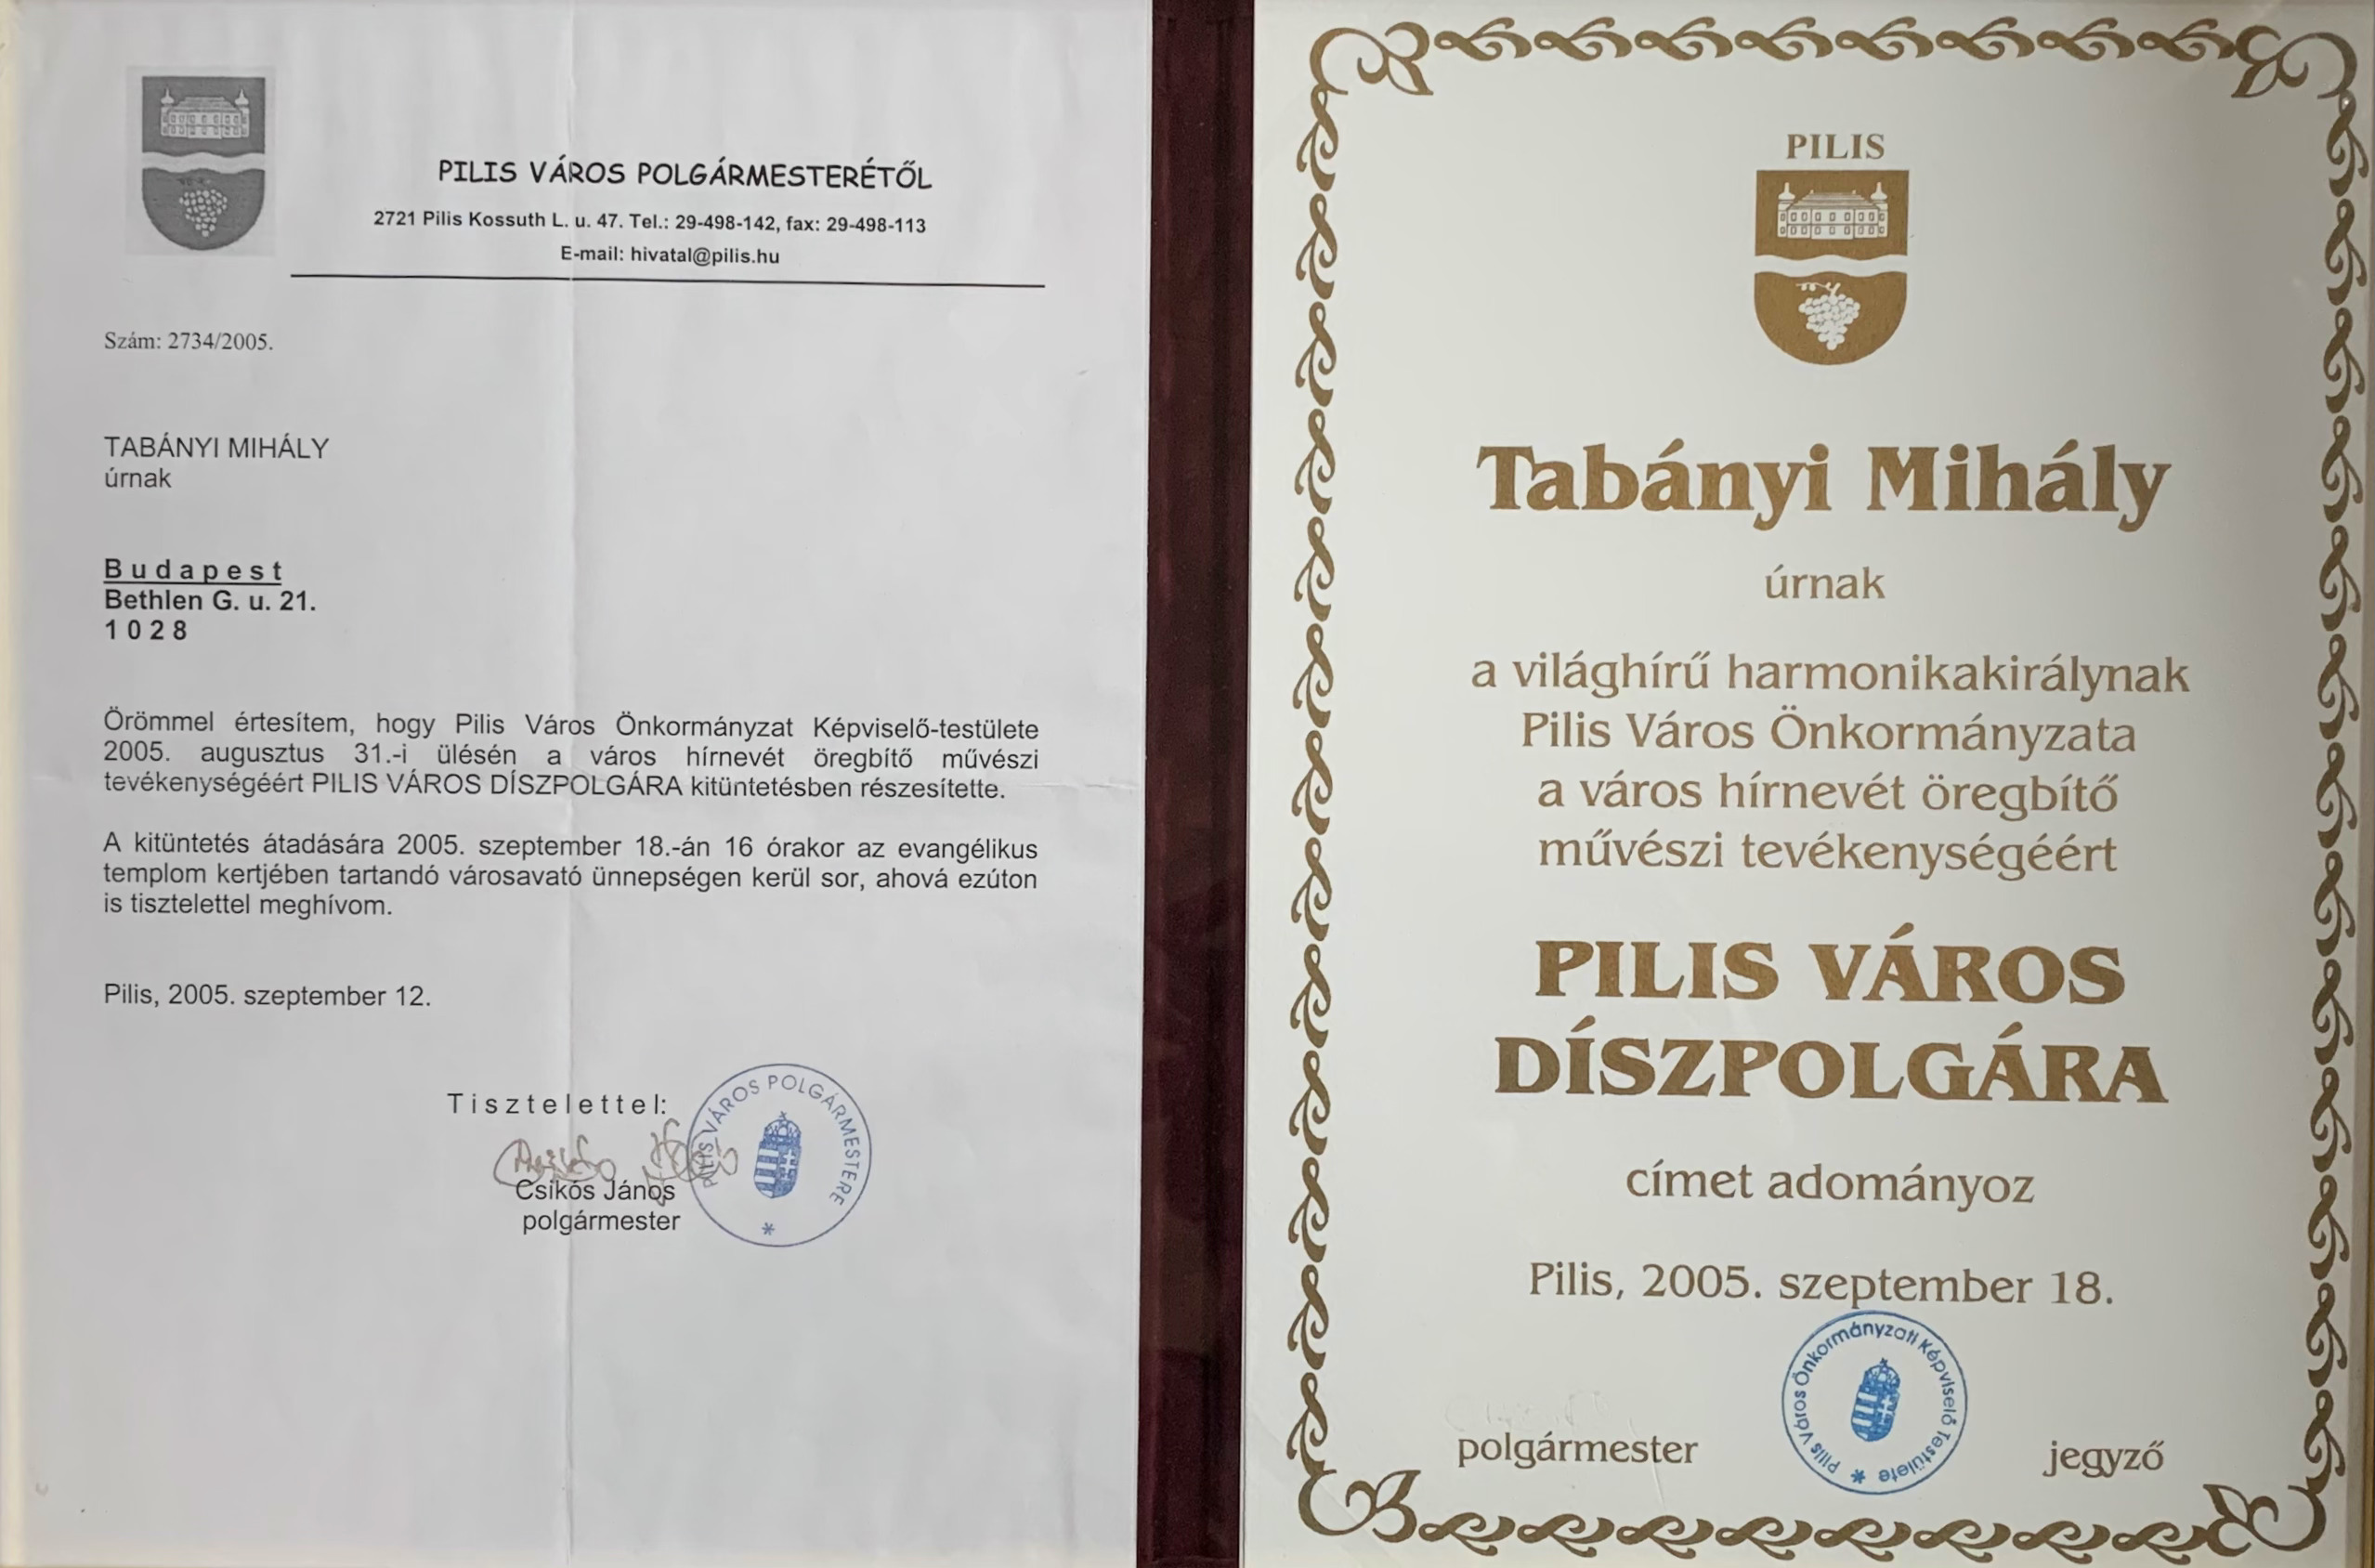 PILIS VÁROS POLGÁRMESTERÉTŐL
2721 Pilis Kossuth L. u. 47. Tel.: 29-498-142, fax: 29-498-113
E-mail: hivatal@pilis.hu
Szám: 2734/2005.
TABÁNYI MIHÁLY
úrnak
Budapest
Bethlen G. u. 21.
1028
Örömmel értesítem, hogy Pilis Város Önkormányzat Képviselő-testülete
2005. augusztus 31.-i ülésén a város hírnevét öregbítő művészi
tevékenységéért PILIS VÁROS DÍSZPOLGÁRA kitüntetésben részesítette.
A kitüntetés átadására 2005. szeptember 18.-án 16 órakor az evangélikus
templom kertjében tartandó városavató ünnepségen kerül sor, ahová ezúton
is tisztelettel meghívom.
Pilis, 2005. szeptember 12.
Tisztelettel:
Csikós János
polgármester
PILIS VÁROS POLGÁRMESTERE *
PILIS
Tabányi Mihály
úrnak
a világhírű harmonikakirálynak
Pilis Város Önkormányzata
a város hírnevét öregbítő
művészi tevékenységéért
PILIS VÁROS
DÍSZPOLGÁRA
címet adományoz
Pilis, 2005. szeptember 18.
Pilis Város Önkormányzati Képviselő Testülete *
polgármester
jegyző